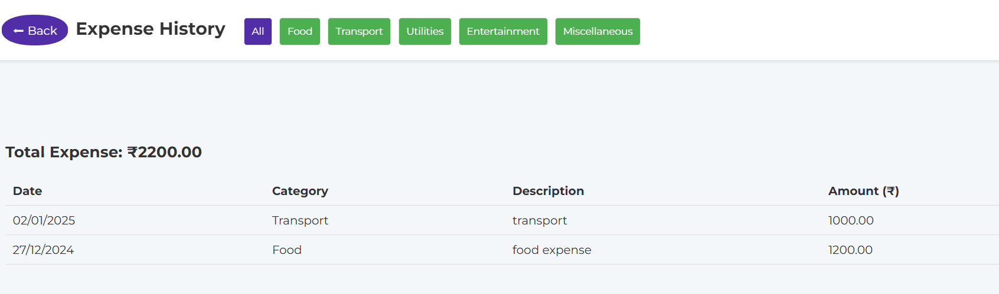 ← Back Expense History All Food Transport Utilities Entertainment Miscellaneous
Total Expense: ₹2200.00
Date Category Description Amount (₹)
02/01/2025 Transport transport 1000.00
27/12/2024 Food food expense 1200.00